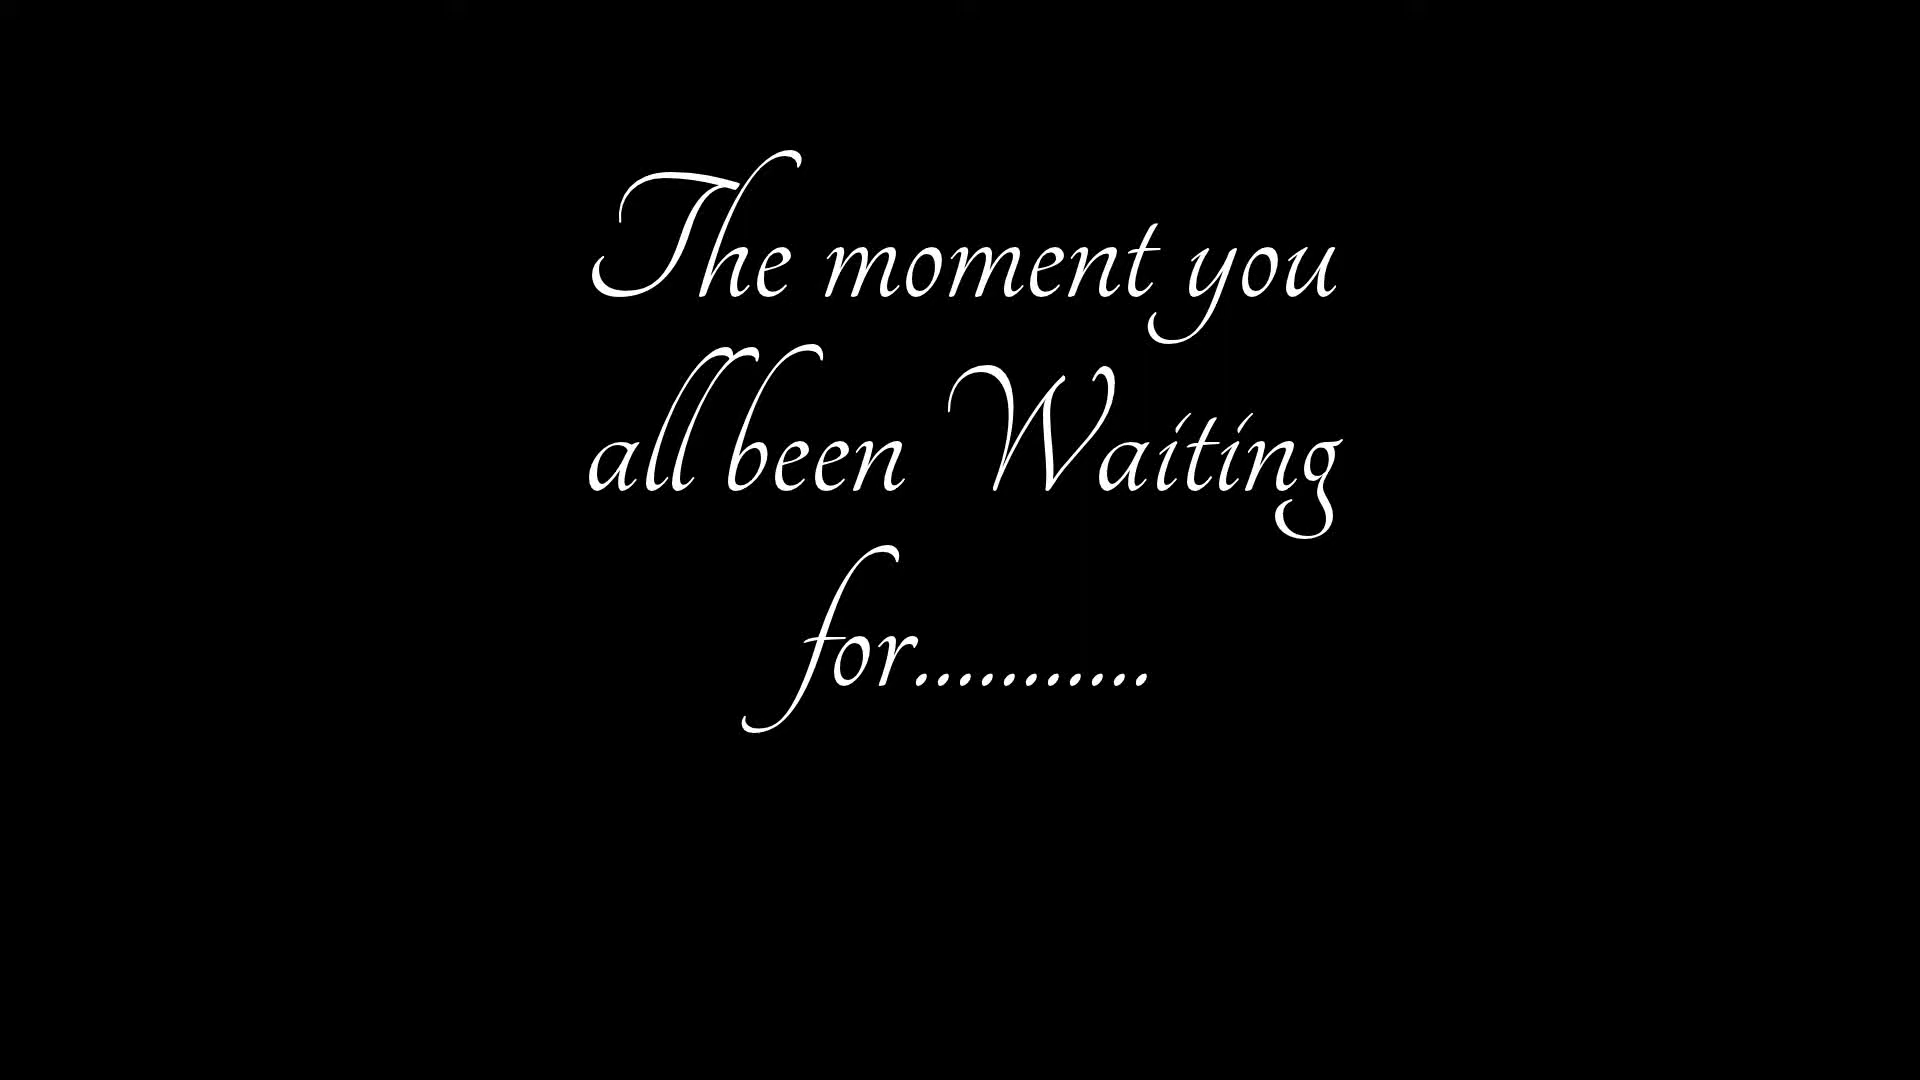 The moment you
all been Waiting
for...........